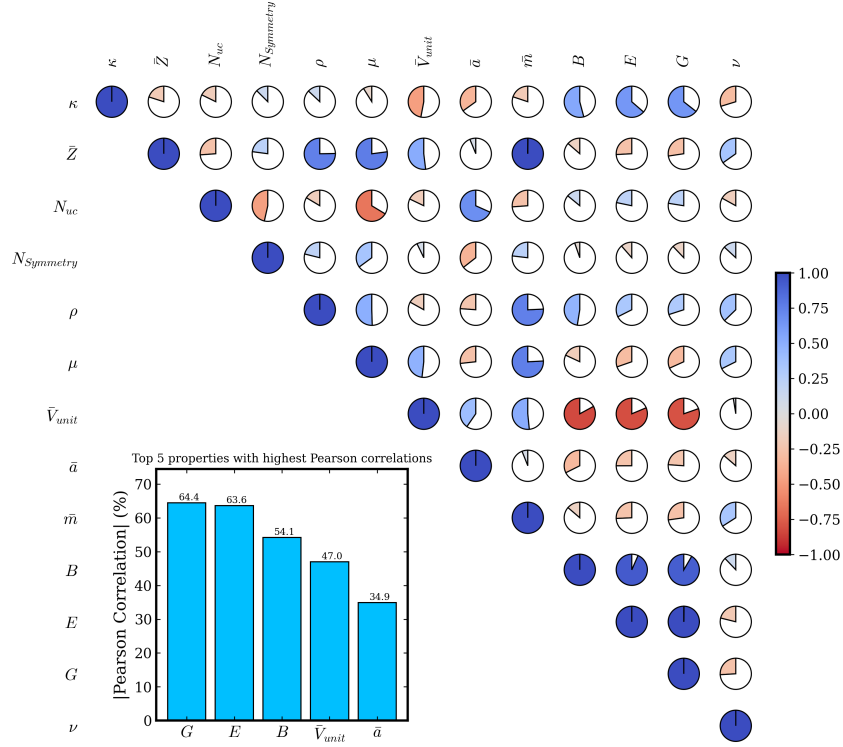 κ Z̄ N_uc N_Symmetry ρ μ V̄_unit ā m̄ B E G ν
κ
Z̄
N_uc
N_Symmetry
ρ
μ
V̄_unit
ā
m̄
B
E
G
ν
1.00
0.75
0.50
0.25
0.00
−0.25
−0.50
−0.75
−1.00
Top 5 properties with highest Pearson correlations
|Pearson Correlation| (%)
70
60
50
40
30
20
10
0
64.4 63.6 54.1 47.0 34.9
G E B V̄_unit ā